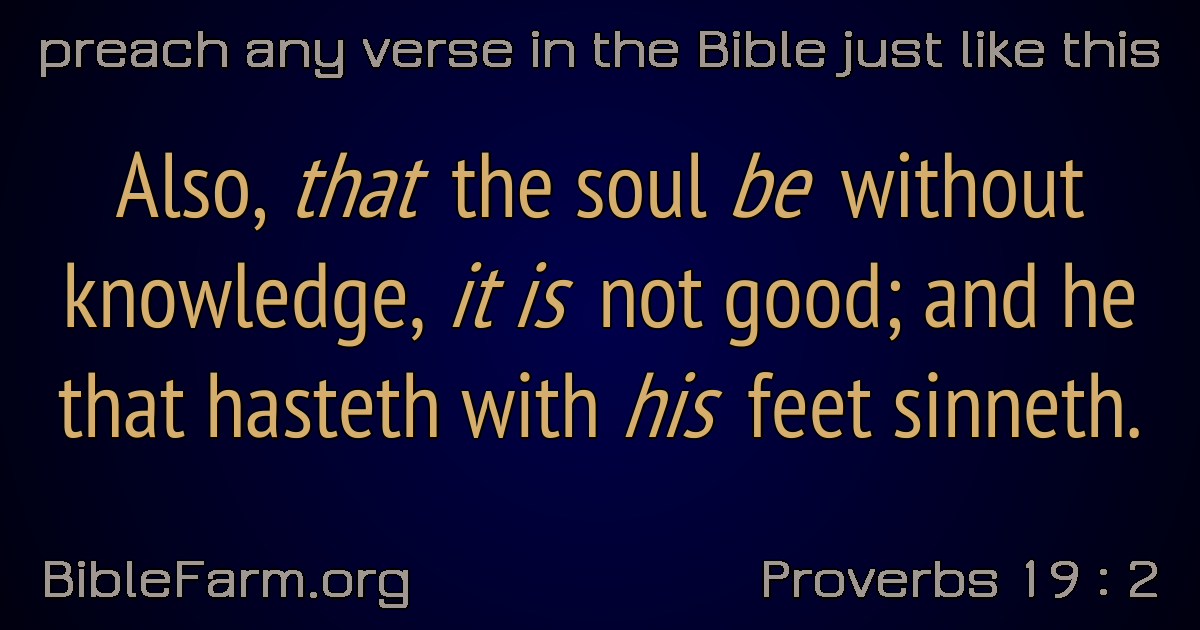 preach any verse in the Bible just like this
Also, that the soul be without
knowledge, it is not good; and he
that hasteth with his feet sinneth.
BibleFarm.org
Proverbs 19 : 2